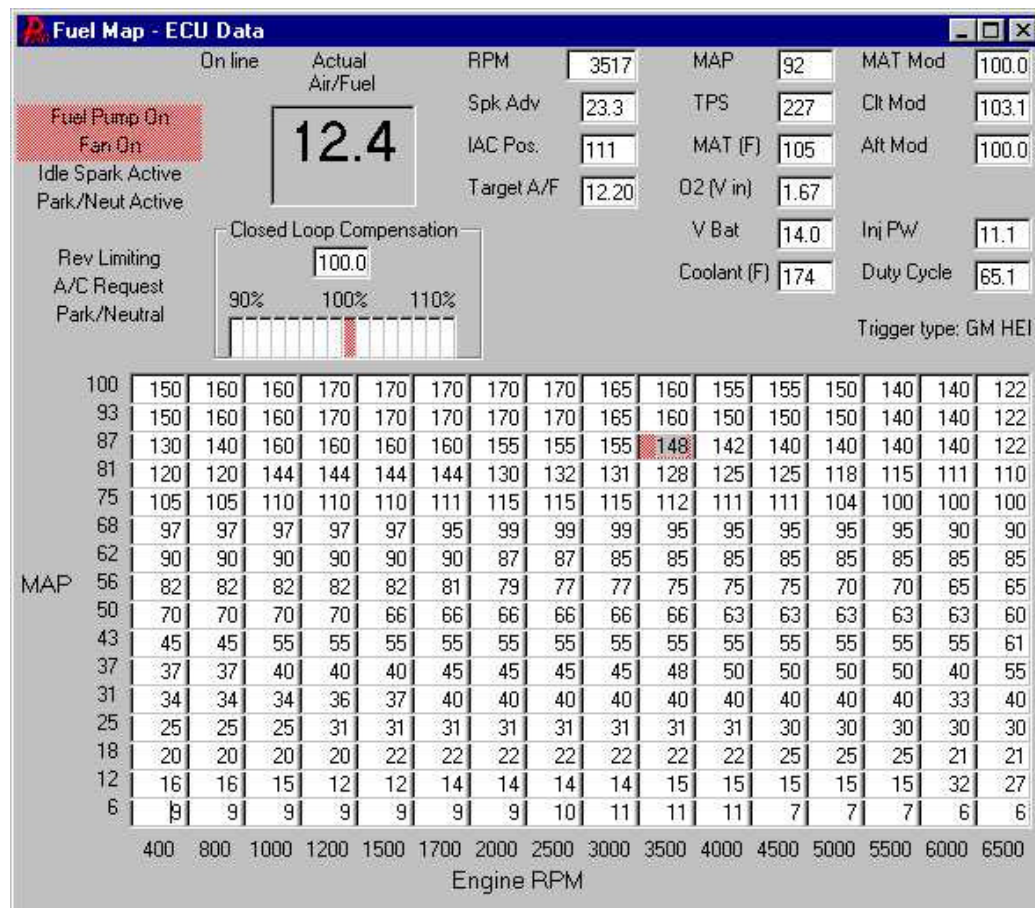 Fuel Map - ECU Data
On line Actual Air/Fuel RPM 3517 MAP 92 MAT Mod 100.0
Fuel Pump On 12.4 Spk Adv 23.3 TPS 227 Clt Mod 103.1
Fan On IAC Pos. 111 MAT (F) 105 Aft Mod 100.0
Idle Spark Active
Park/Neut Active Target A/F 12.20 O2 (V in) 1.67
Closed Loop Compensation V Bat 14.0 Inj PW 11.1
Rev Limiting 100.0 Coolant (F) 174 Duty Cycle 65.1
A/C Request
Park/Neutral 90% 100% 110%
Trigger type: GM HEI
100 150 160 160 170 170 170 170 170 165 160 155 155 150 140 140 122
93 150 160 160 170 170 170 170 170 165 160 150 150 150 140 140 122
87 130 140 160 160 160 160 155 155 155 148 142 140 140 140 140 122
81 120 120 144 144 144 144 130 132 131 128 125 125 118 115 111 110
75 105 105 110 110 110 111 115 115 115 112 111 111 104 100 100 100
68 97 97 97 97 97 95 99 99 99 95 95 95 95 95 90 90
62 90 90 90 90 90 90 87 87 85 85 85 85 85 85 85 85
MAP 56 82 82 82 82 82 81 79 77 77 75 75 75 70 70 65 65
50 70 70 70 70 66 66 66 66 66 66 63 63 63 63 63 60
43 45 45 55 55 55 55 55 55 55 55 55 55 55 55 55 61
37 37 37 40 40 40 45 45 45 45 48 50 50 50 50 40 55
31 34 34 34 36 37 40 40 40 40 40 40 40 40 40 33 40
25 25 25 25 31 31 31 31 31 31 31 31 30 30 30 30 30
18 20 20 20 20 22 22 22 22 22 22 22 25 25 25 21 21
12 16 16 15 12 12 14 14 14 14 15 15 15 15 15 32 27
6 9 9 9 9 9 9 9 10 11 11 11 7 7 7 6 6
400 800 1000 1200 1500 1700 2000 2500 3000 3500 4000 4500 5000 5500 6000 6500
Engine RPM